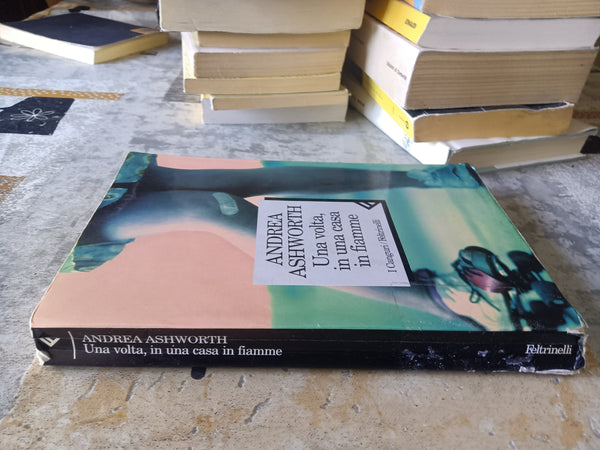 ANDREA
ASHWORTH
Una volta,
in una casa
in fiamme
I Canguri / Feltrinelli
ANDREA ASHWORTH
Una volta, in una casa in fiamme
Feltrinelli